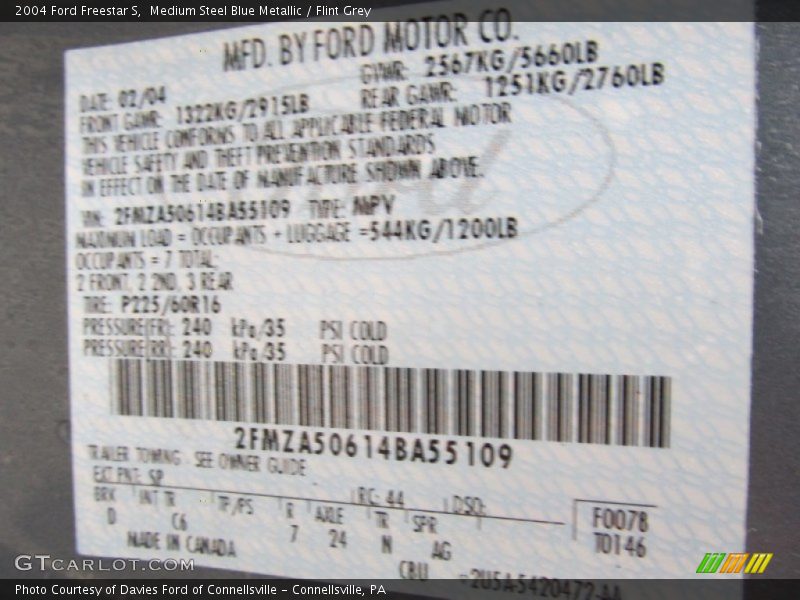 2004 Ford Freestar S, Medium Steel Blue Metallic / Flint Grey
MFD. BY FORD MOTOR CO.
DATE: 02/04 GVWR: 2567KG/5660LB
FRONT GAWR: 1322KG/2915LB REAR GAWR: 1251KG/2760LB
THIS VEHICLE CONFORMS TO ALL APPLICABLE FEDERAL MOTOR
VEHICLE SAFETY AND THEFT PREVENTION STANDARDS
IN EFFECT ON THE DATE OF MANUFACTURE SHOWN ABOVE.
VIN: 2FMZA50614BA55109 TYPE: MPV
MAXIMUM LOAD = OCCUPANTS + LUGGAGE =544KG/1200LB
OCCUPANTS = 7 TOTAL:
2 FRONT, 2 2ND, 3 REAR
TIRE: P225/60R16
PRESSURE(FR): 240 kPa/35 PSI COLD
PRESSURE(RR): 240 kPa/35 PSI COLD
2FMZA50614BA55109
TRAILER TOWING - SEE OWNER GUIDE
EXT PNT: SP RC: 44 DSO:
BRK INT TR TP/PS R AXLE TR SPR F0078
D C6 7 24 N AG T0146
MADE IN CANADA
CBU =2U5A-5420472-AA
GTCARLOT.COM
Photo Courtesy of Davies Ford of Connellsville – Connellsville, PA